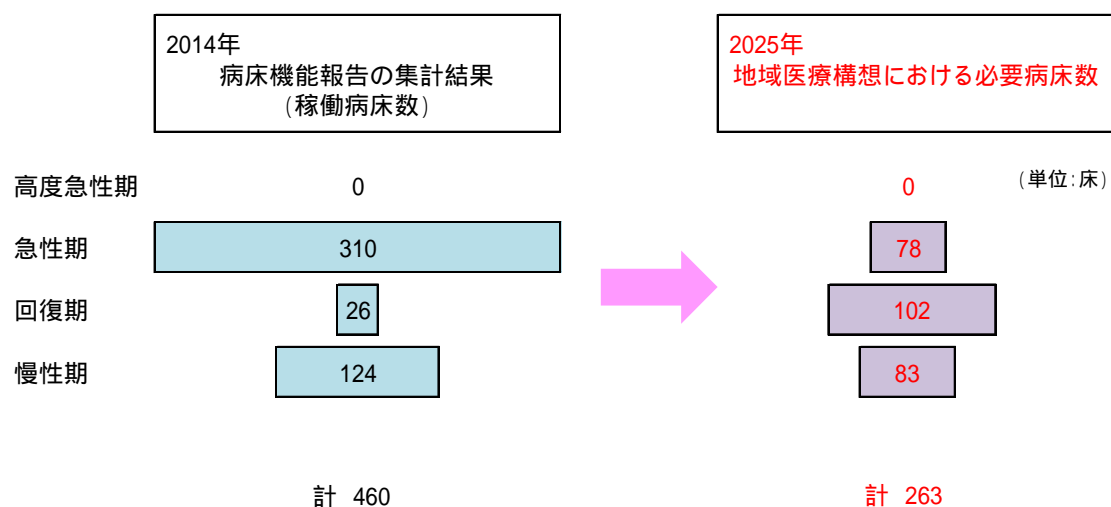 2014年
病床機能報告の集計結果
(稼働病床数)
2025年
地域医療構想における必要病床数
(単位:床)
高度急性期 0 0
急性期 310 78
回復期 26 102
慢性期 124 83
計 460 計 263